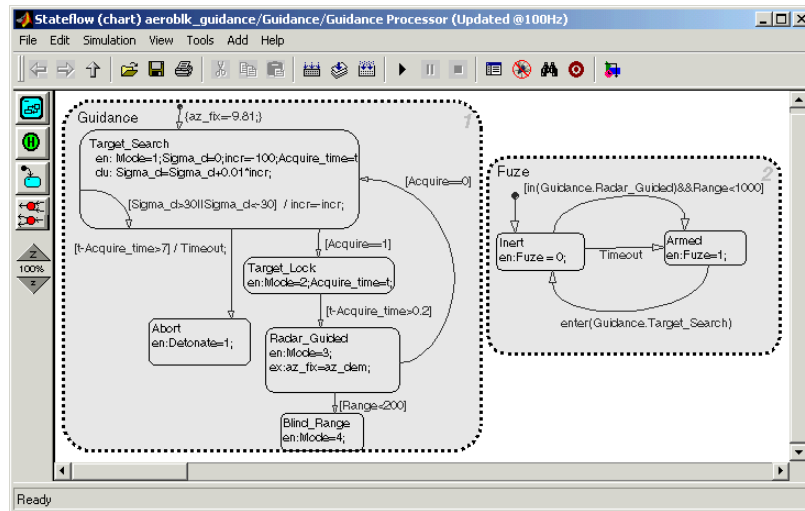 Stateflow (chart) aeroblk_guidance/Guidance/Guidance Processor (Updated @100Hz)
File Edit Simulation View Tools Add Help
Guidance
{az_fix=-9.81;}
1
Target_Search
en: Mode=1;Sigma_d=0;incr=-100;Acquire_time=t
du: Sigma_d=Sigma_d+0.01*incr;
[Acquire==0]
[Sigma_d>30||Sigma_d<-30] / incr=-incr;
[t-Acquire_time>7] / Timeout;
[Acquire==1]
Target_Lock
en:Mode=2;Acquire_time=t;
[t-Acquire_time>0.2]
Abort
en:Detonate=1;
Radar_Guided
en:Mode=3;
ex:az_fix=az_dem;
[Range<200]
Blind_Range
en:Mode=4;
Fuze
2
[in(Guidance.Radar_Guided)&&Range<1000]
Inert
en:Fuze = 0;
Timeout
Armed
en:Fuze=1;
enter(Guidance.Target_Search)
H
Z
100%
z
Ready